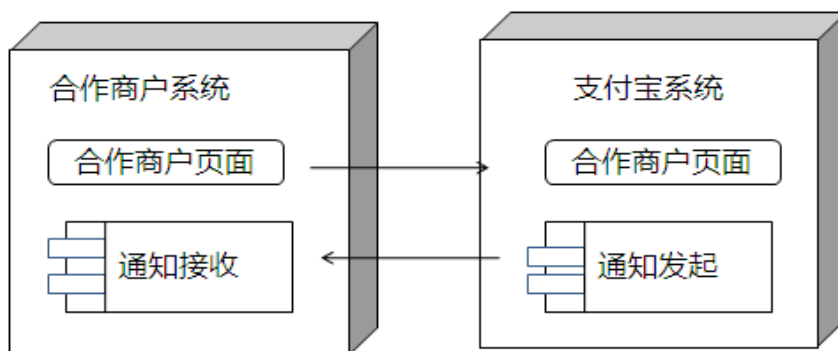 合作商户系统
合作商户页面
通知接收
支付宝系统
合作商户页面
通知发起